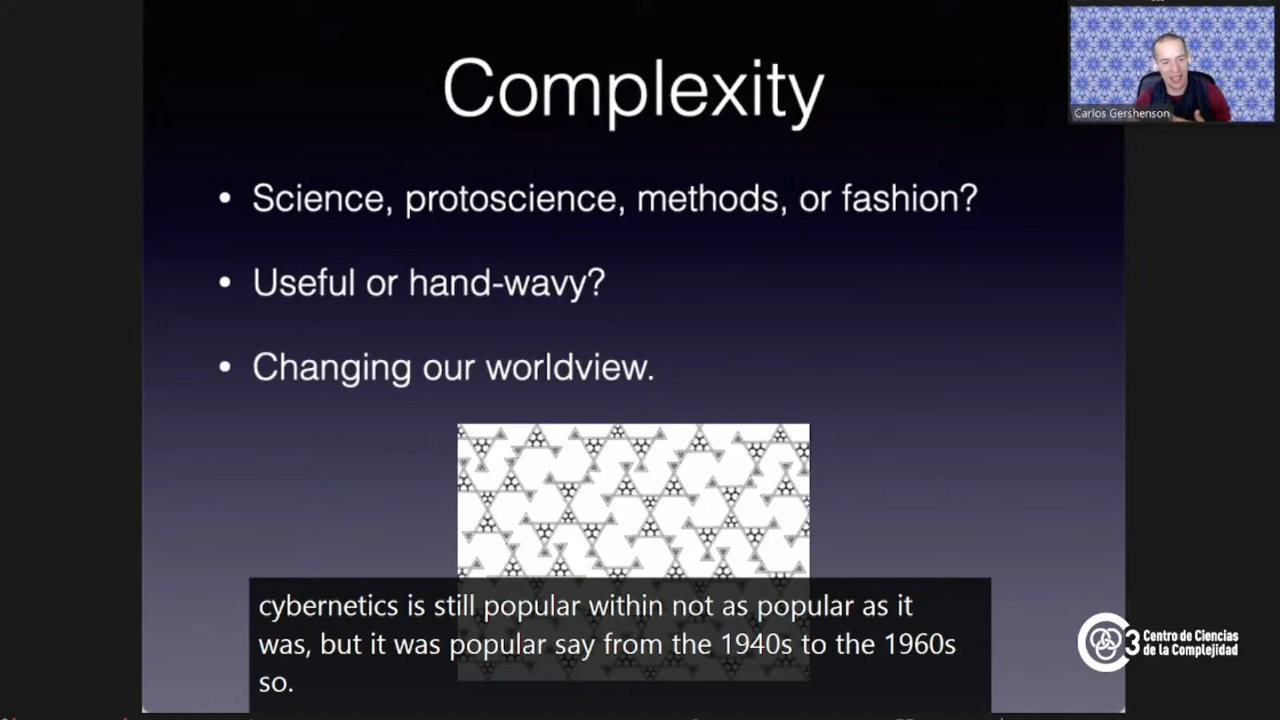 Complexity
Carlos Gershenson
• Science, protoscience, methods, or fashion?
• Useful or hand-wavy?
• Changing our worldview.
cybernetics is still popular within not as popular as it
was, but it was popular say from the 1940s to the 1960s
so.
C3 Centro de Ciencias
de la Complejidad